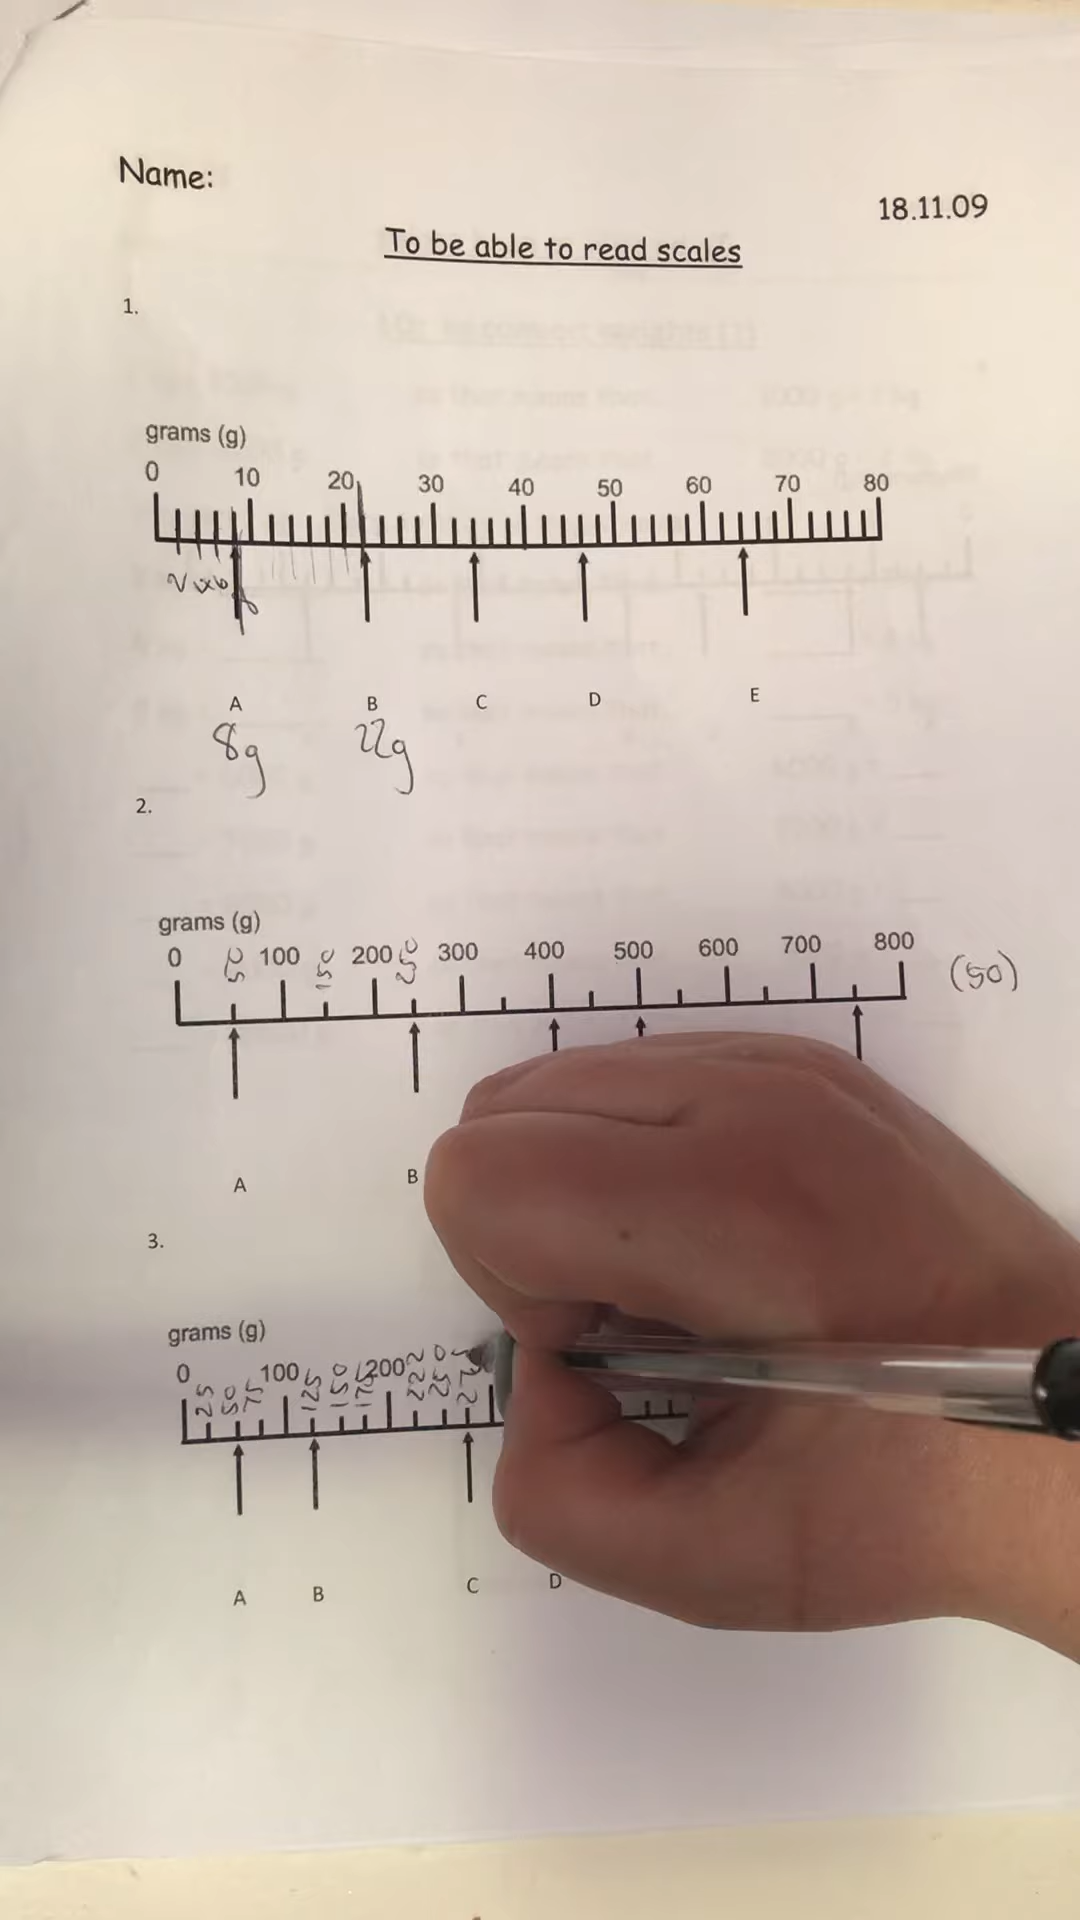 Name:
18.11.09
To be able to read scales
1.
grams (g)
0 10 20 30 40 50 60 70 80
2
A B C D E
8g 22g
2.
grams (g)
0 50 100 150 200 250 300 400 500 600 700 800 (50)
A B
3.
grams (g)
0 25 50 75 100 125 150 175 200 225 250 275
A B C D